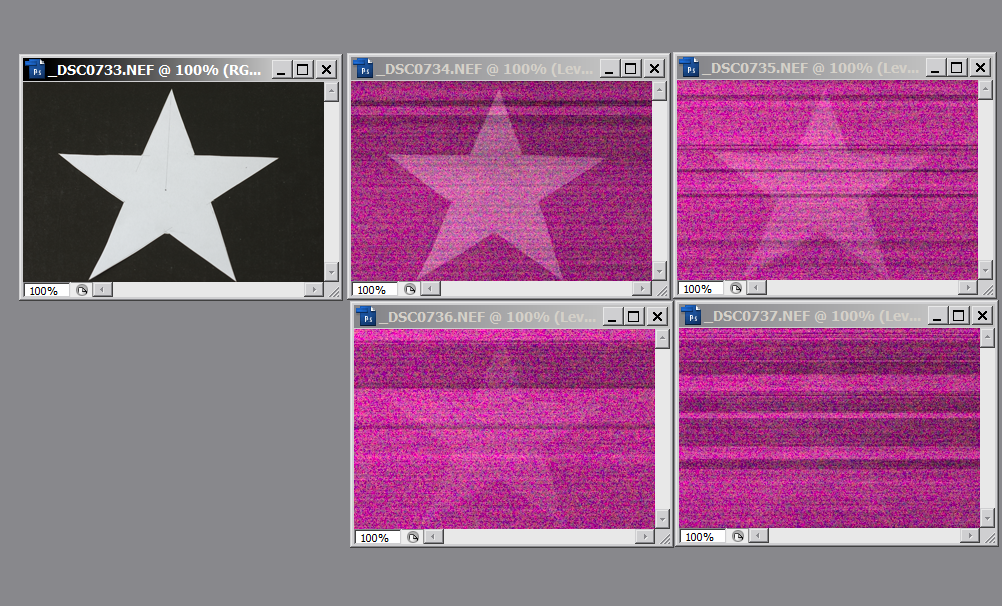 Ps _DSC0733.NEF @ 100% (RG...
100%
Ps _DSC0734.NEF @ 100% (Lev...
100%
Ps _DSC0735.NEF @ 100% (Lev...
100%
Ps _DSC0736.NEF @ 100% (Lev...
100%
Ps _DSC0737.NEF @ 100% (Lev...
100%